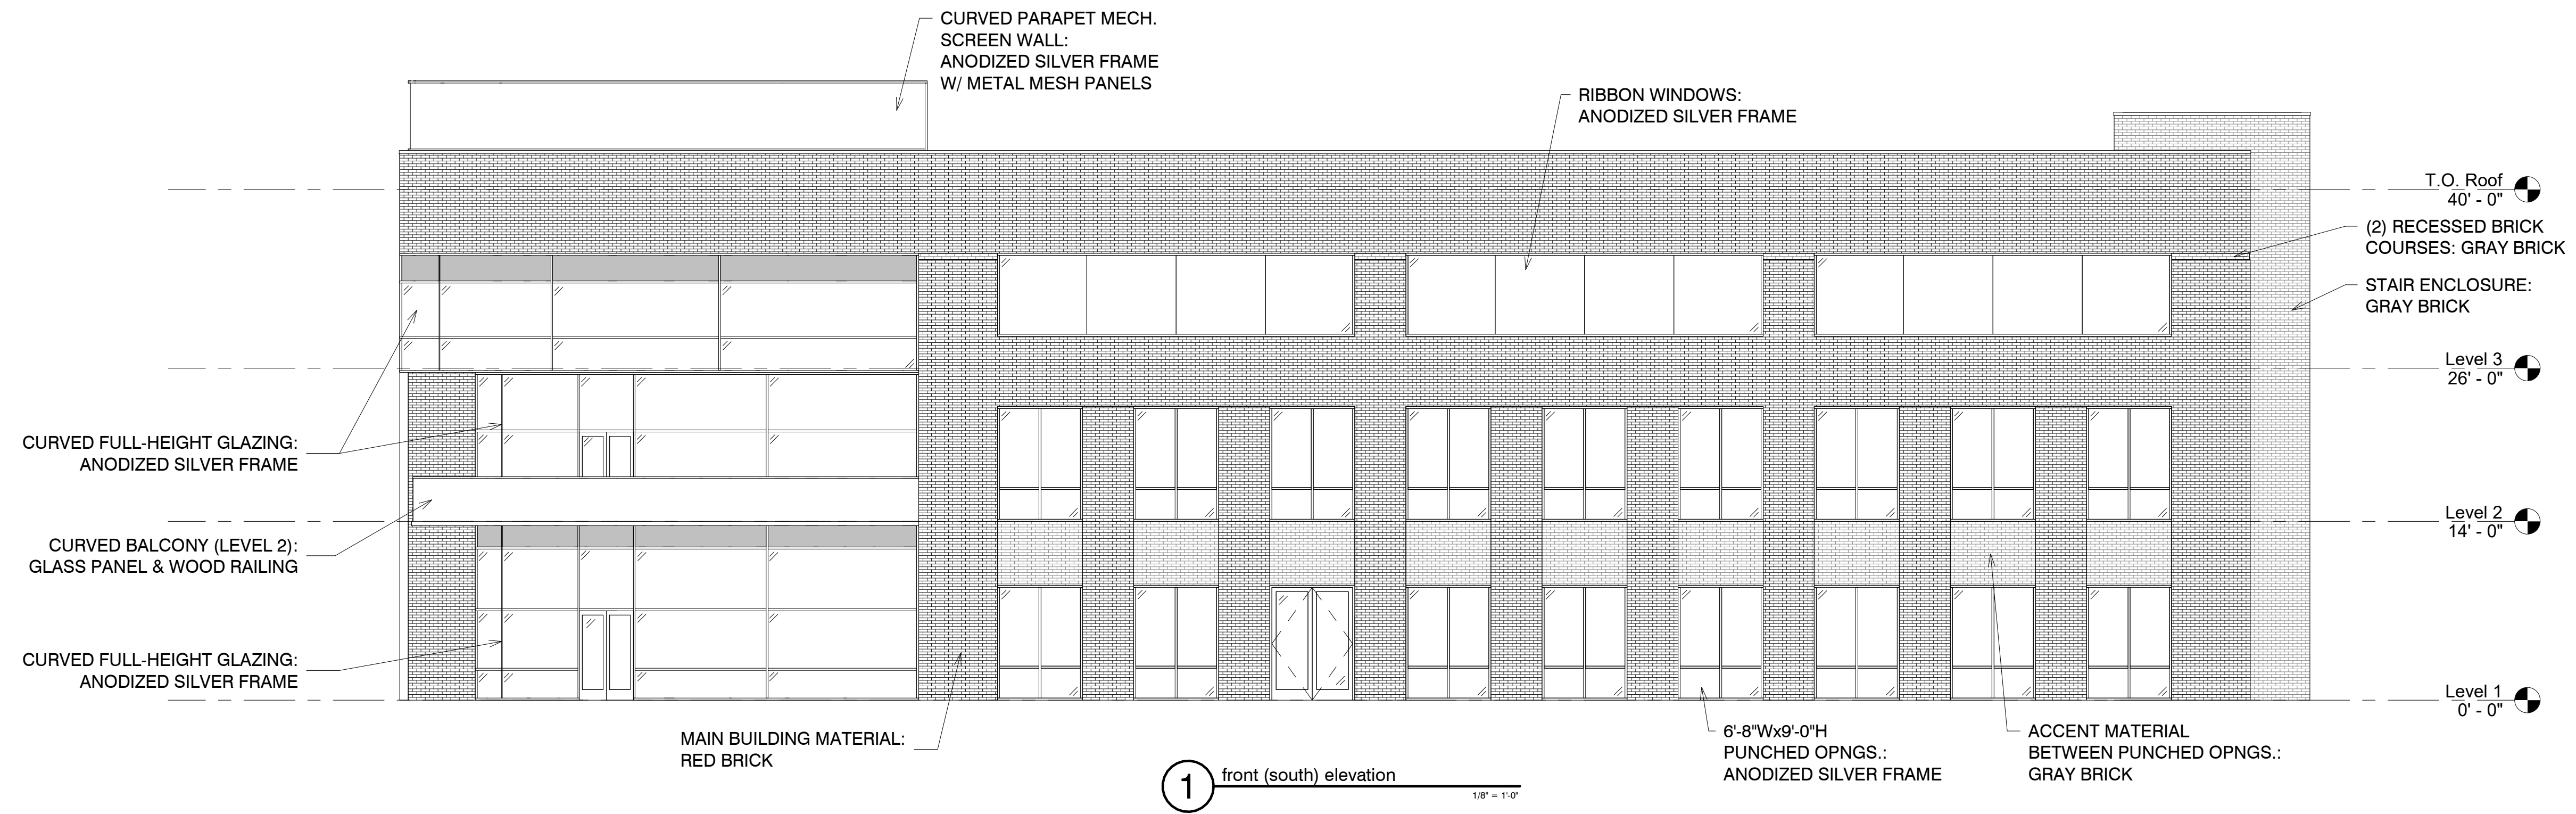 CURVED PARAPET MECH.
SCREEN WALL:
ANODIZED SILVER FRAME
W/ METAL MESH PANELS
RIBBON WINDOWS:
ANODIZED SILVER FRAME
T.O. Roof
40' - 0"
(2) RECESSED BRICK
COURSES: GRAY BRICK
STAIR ENCLOSURE:
GRAY BRICK
Level 3
26' - 0"
CURVED FULL-HEIGHT GLAZING:
ANODIZED SILVER FRAME
Level 2
14' - 0"
CURVED BALCONY (LEVEL 2):
GLASS PANEL & WOOD RAILING
CURVED FULL-HEIGHT GLAZING:
ANODIZED SILVER FRAME
Level 1
0' - 0"
MAIN BUILDING MATERIAL:
RED BRICK
6'-8"Wx9'-0"H
PUNCHED OPNGS.:
ANODIZED SILVER FRAME
ACCENT MATERIAL
BETWEEN PUNCHED OPNGS.:
GRAY BRICK
1
front (south) elevation
1/8" = 1'-0"